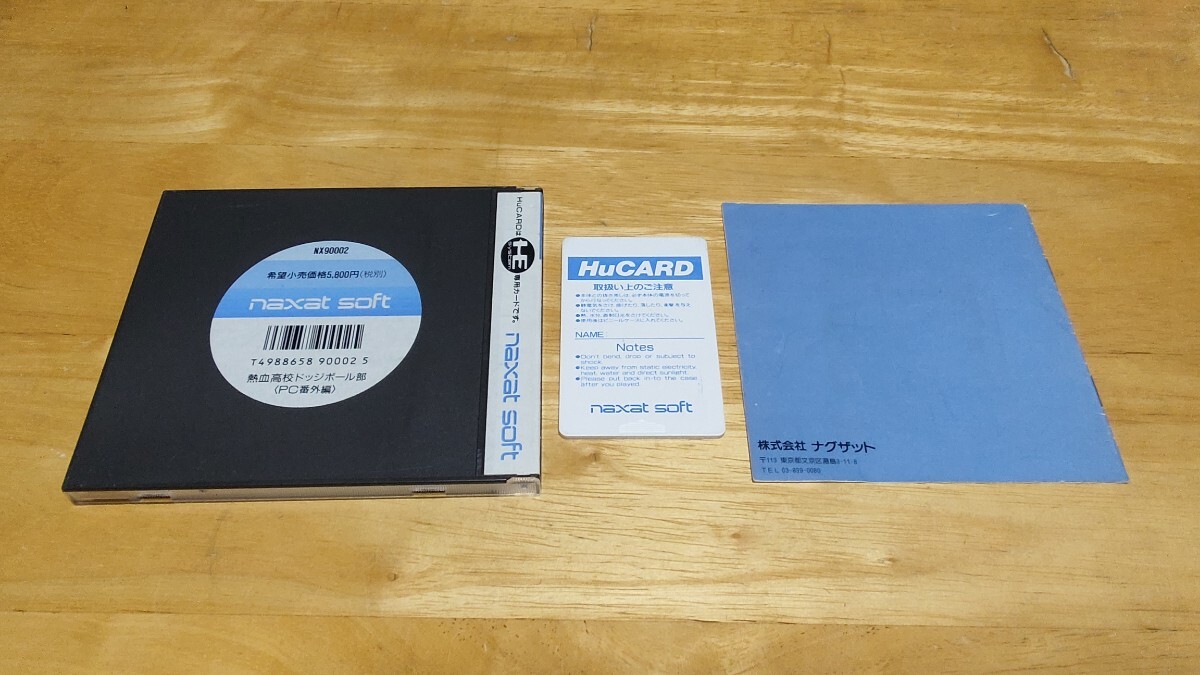 NX90002
希望小売価格5,800円(税別)
naxat soft
T4988658 90002 5
熱血高校ドッジボール部
(PC番外編)
HuCARDは
HE
専用カードです。
naxat soft
HuCARD
取扱い上のご注意
NAME
Notes
●Don't bend, drop or subject to
shock.
●Keep away from static electricity
heat, water and direct sunlight.
●Please put back in-to the case
after you played.
naxat soft
株式会社 ナグザット